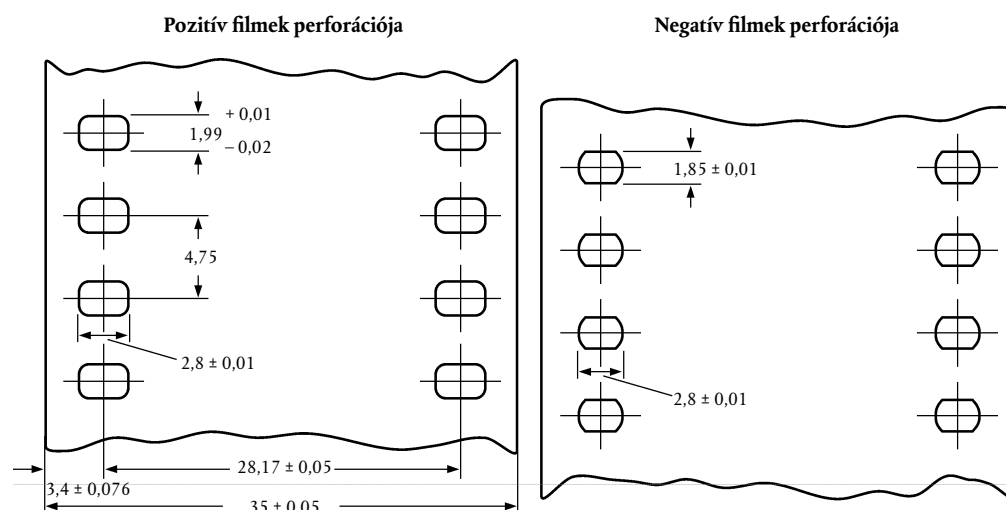 Pozitív filmek perforációja
+ 0,01
1,99
– 0,02
4,75
2,8 ± 0,01
28,17 ± 0,05
3,4 ± 0,076
35 ± 0,05
Negatív filmek perforációja
1,85 ± 0,01
2,8 ± 0,01